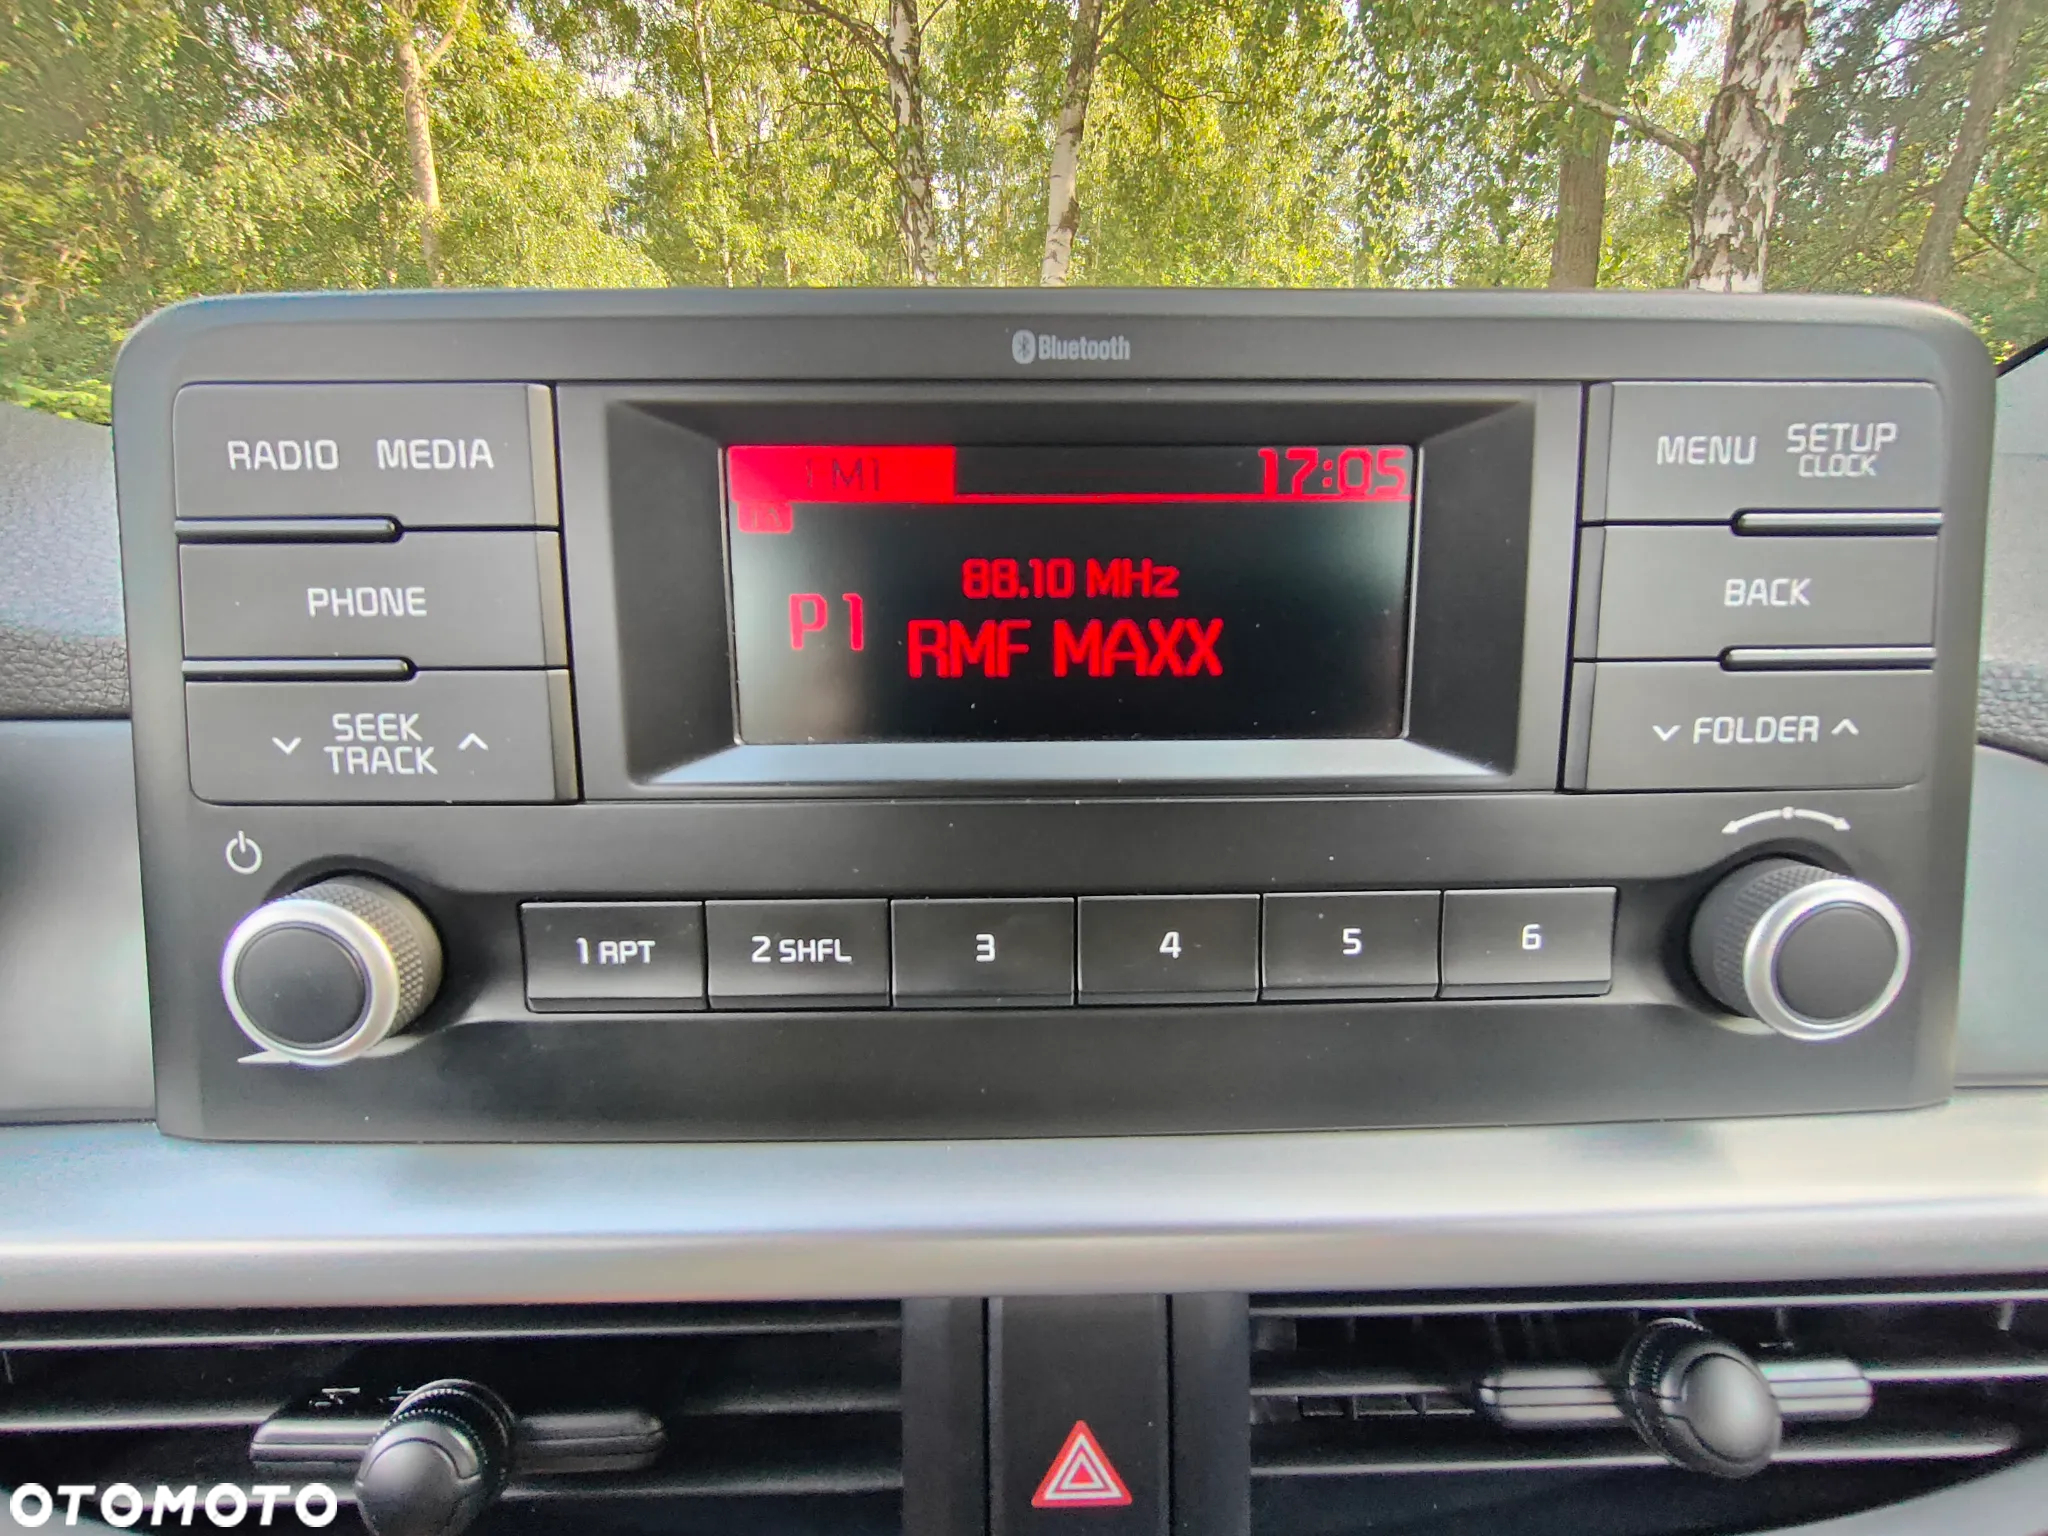 Bluetooth
RADIO MEDIA
17:05
MENU SETUP
CLOCK
88.10 MHz
P1
RMF MAXX
PHONE
BACK
SEEK
TRACK
FOLDER
1 RPT
2 SHFL
3
4
5
6
OTOMOTO